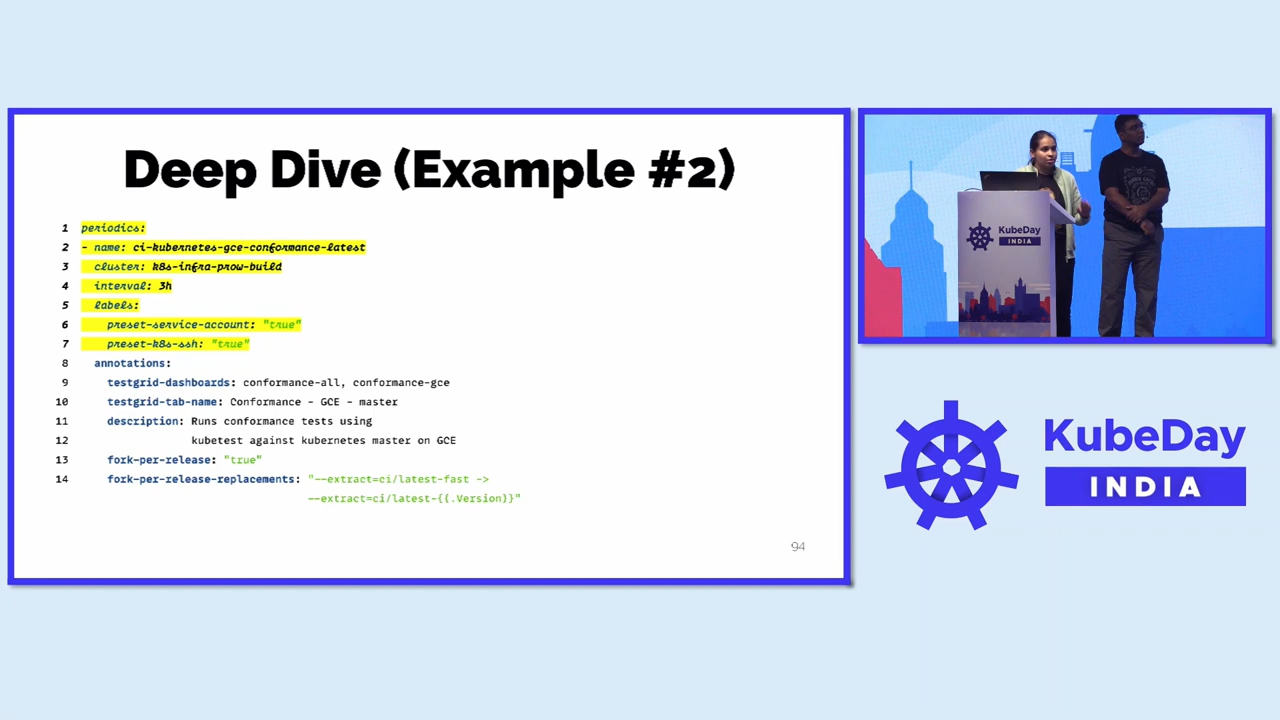 Deep Dive (Example #2)
1 periodics:
2 - name: ci-kubernetes-gce-conformance-latest
3 cluster: k8s-infra-prow-build
4 interval: 3h
5 labels:
6 preset-service-account: "true"
7 preset-k8s-ssh: "true"
8 annotations:
9 testgrid-dashboards: conformance-all, conformance-gce
10 testgrid-tab-name: Conformance - GCE - master
11 description: Runs conformance tests using
12 kubetest against kubernetes master on GCE
13 fork-per-release: "true"
14 fork-per-release-replacements: "--extract=ci/latest-fast ->
--extract=ci/latest-{{.Version}}"
94
KubeDay
INDIA
KubeDay
INDIA